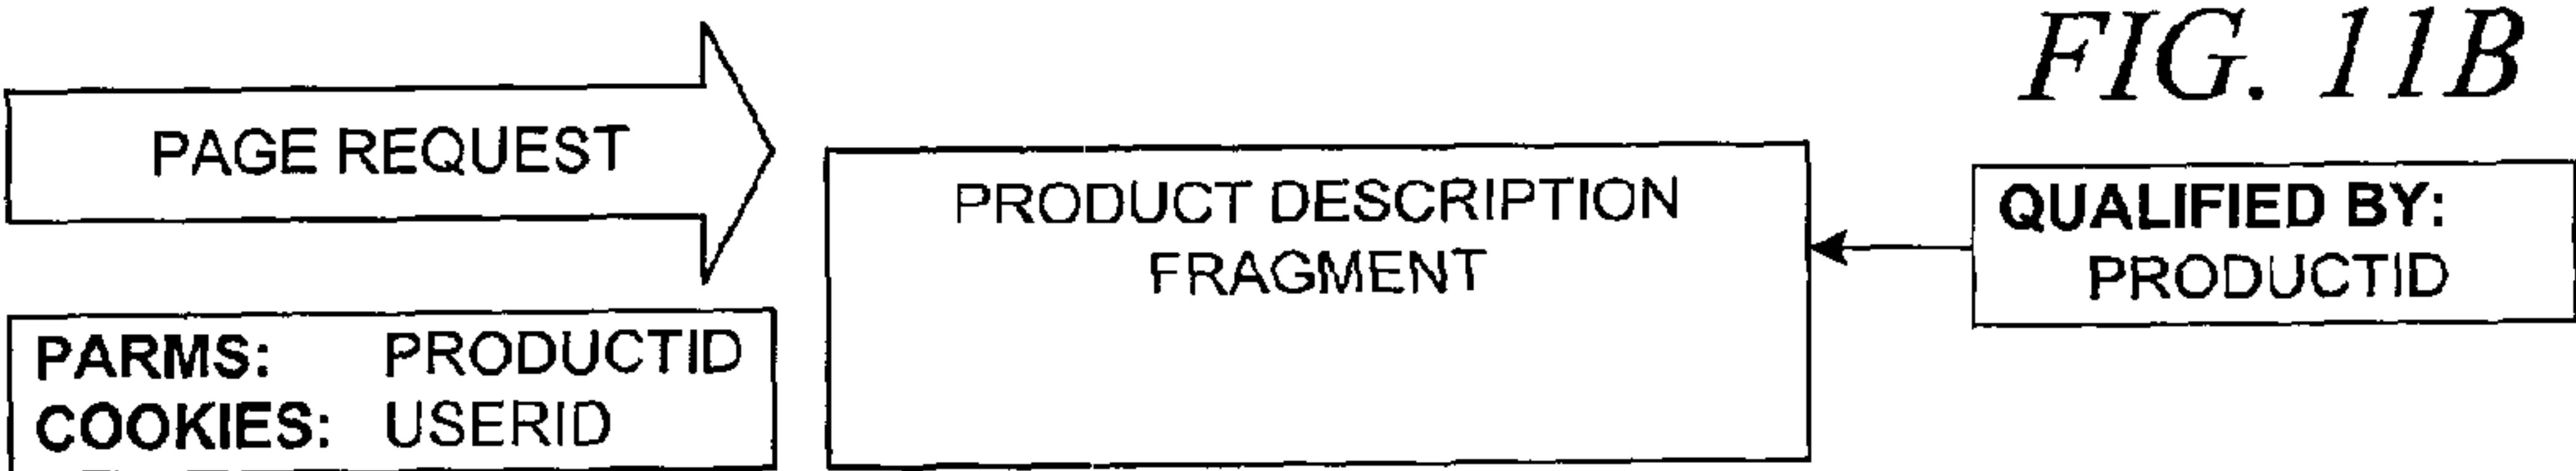 FIG. 11B
PAGE REQUEST
PRODUCT DESCRIPTION
FRAGMENT
QUALIFIED BY:
PRODUCTID
PARMS: PRODUCTID
COOKIES: USERID